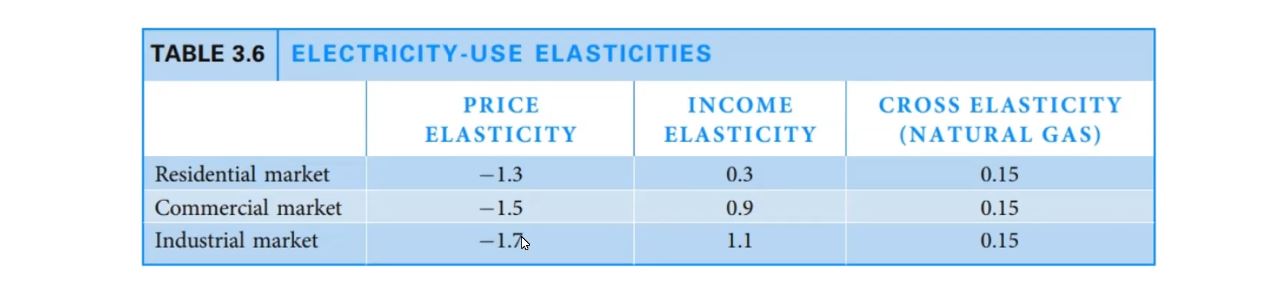 TABLE 3.6 ELECTRICITY-USE ELASTICITIES
PRICE ELASTICITY INCOME ELASTICITY CROSS ELASTICITY (NATURAL GAS)
Residential market −1.3 0.3 0.15
Commercial market −1.5 0.9 0.15
Industrial market −1.7 1.1 0.15